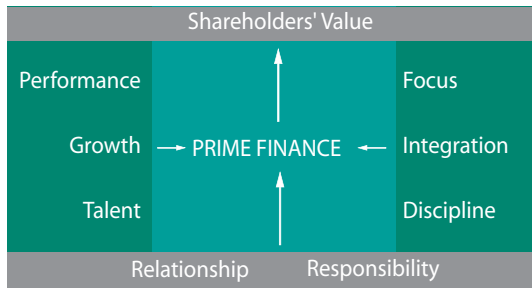 Shareholders' Value
Performance
Focus
Growth
PRIME FINANCE
Integration
Talent
Discipline
Relationship
Responsibility